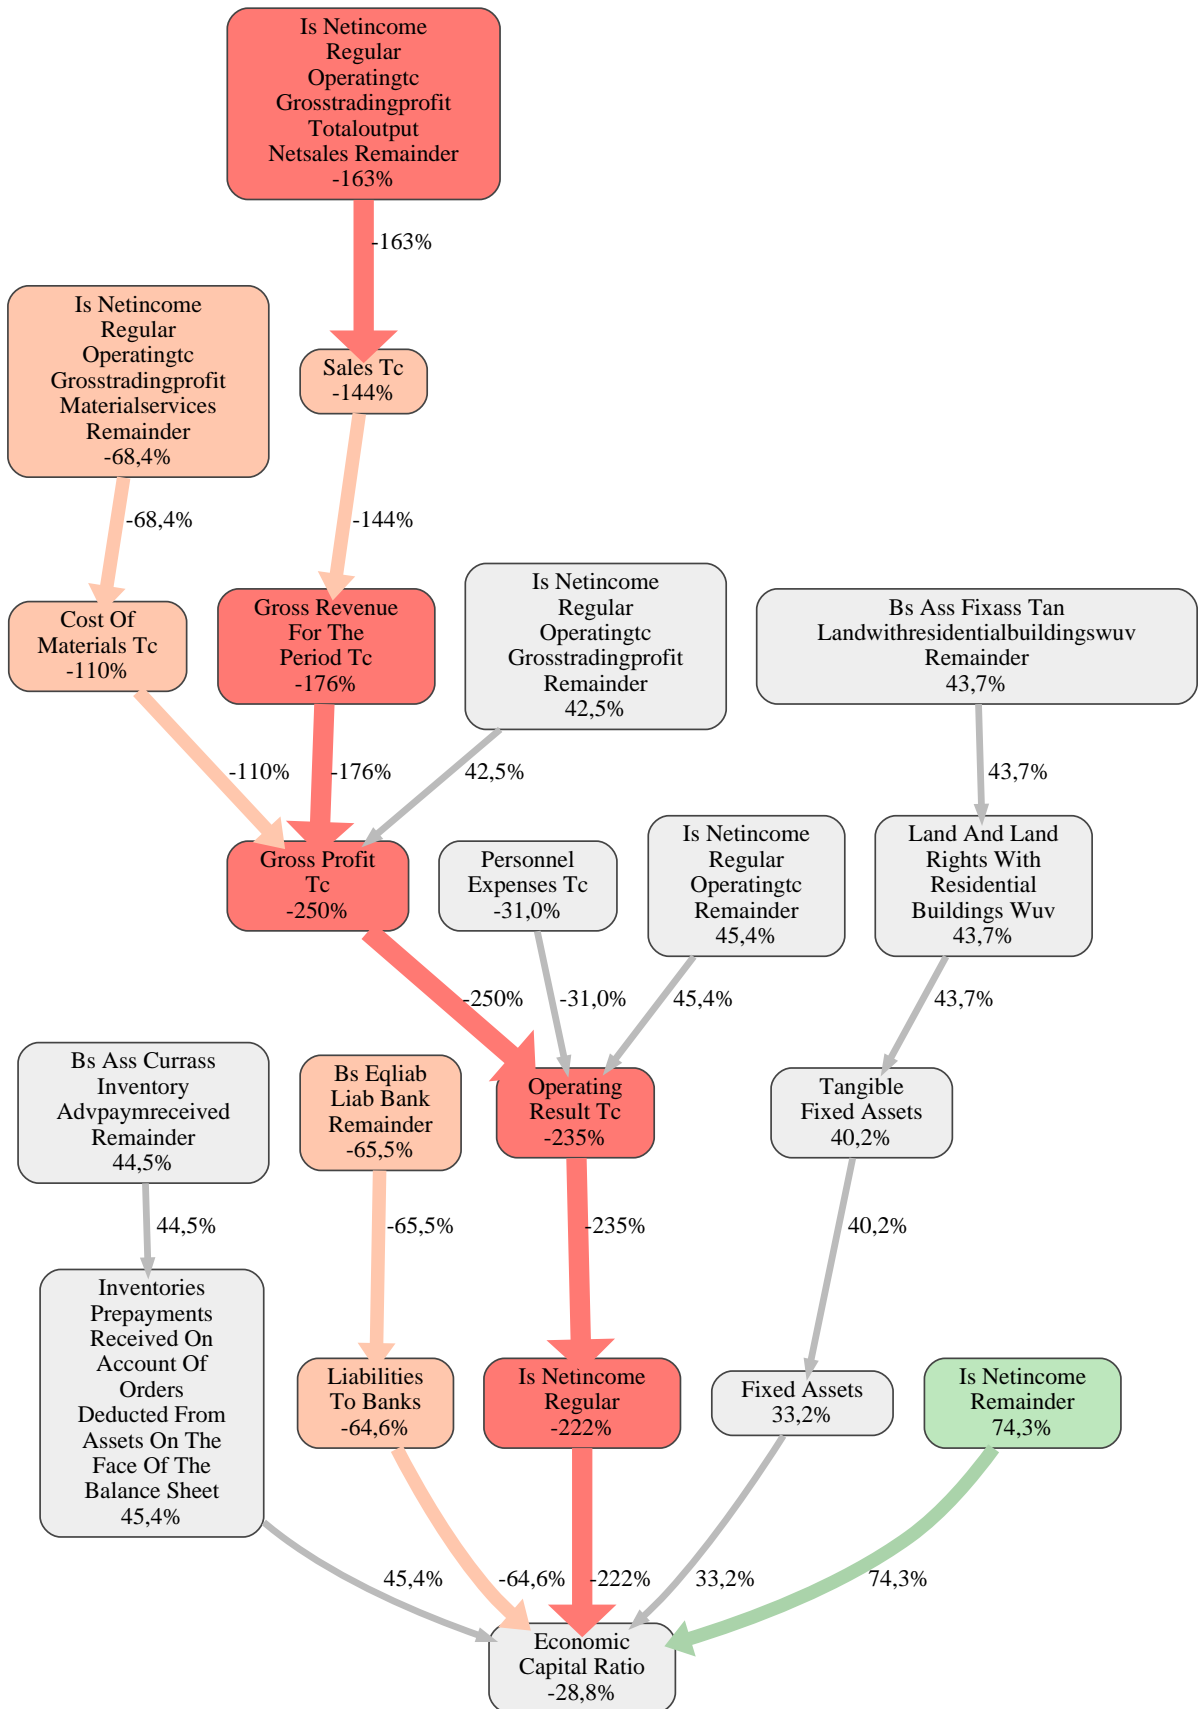 Is Netincome
Regular
Operatingtc
Grosstradingprofit
Totaloutput
Netsales Remainder
-163%
-163%
Is Netincome
Regular
Operatingtc
Grosstradingprofit
Materialservices
Remainder
-68,4%
Sales Tc
-144%
-68,4%
-144%
Cost Of
Materials Tc
-110%
Gross Revenue
For The
Period Tc
-176%
Is Netincome
Regular
Operatingtc
Grosstradingprofit
Remainder
42,5%
Bs Ass Fixass Tan
Landwithresidentialbuildingswuv
Remainder
43,7%
-110%
-176%
42,5%
43,7%
Gross Profit
Tc
-250%
Personnel
Expenses Tc
-31,0%
Is Netincome
Regular
Operatingtc
Remainder
45,4%
Land And Land
Rights With
Residential
Buildings Wuv
43,7%
-250%
-31,0%
45,4%
43,7%
Bs Ass Currass
Inventory
Advpaymreceived
Remainder
44,5%
Bs Eqliab
Liab Bank
Remainder
-65,5%
Operating
Result Tc
-235%
Tangible
Fixed Assets
40,2%
44,5%
-65,5%
-235%
40,2%
Inventories
Prepayments
Received On
Account Of
Orders
Deducted From
Assets On The
Face Of The
Balance Sheet
45,4%
Liabilities
To Banks
-64,6%
Is Netincome
Regular
-222%
Fixed Assets
33,2%
Is Netincome
Remainder
74,3%
45,4%
-64,6%
-222%
33,2%
74,3%
Economic
Capital Ratio
-28,8%